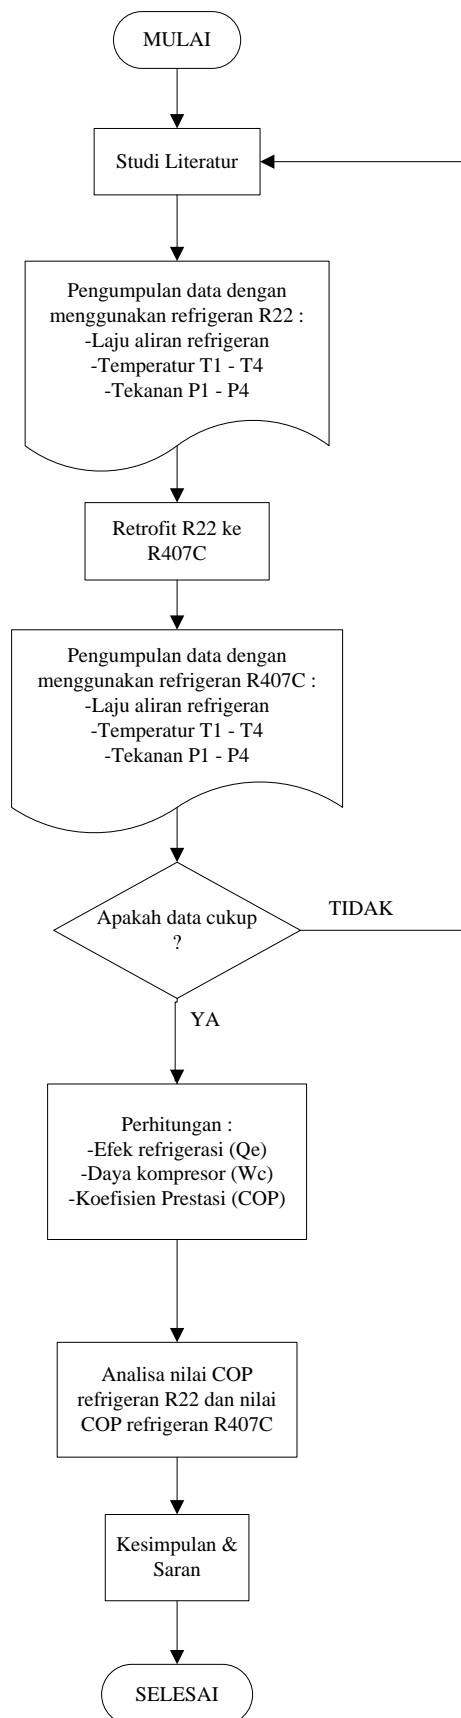 MULAI
Studi Literatur
Pengumpulan data dengan
menggunakan refrigeran R22 :
-Laju aliran refrigeran
-Temperatur T1 - T4
-Tekanan P1 - P4
Retrofit R22 ke
R407C
Pengumpulan data dengan
menggunakan refrigeran R407C :
-Laju aliran refrigeran
-Temperatur T1 - T4
-Tekanan P1 - P4
Apakah data cukup
?
TIDAK
YA
Perhitungan :
-Efek refrigerasi (Qe)
-Daya kompresor (Wc)
-Koefisien Prestasi (COP)
Analisa nilai COP
refrigeran R22 dan nilai
COP refrigeran R407C
Kesimpulan &
Saran
SELESAI